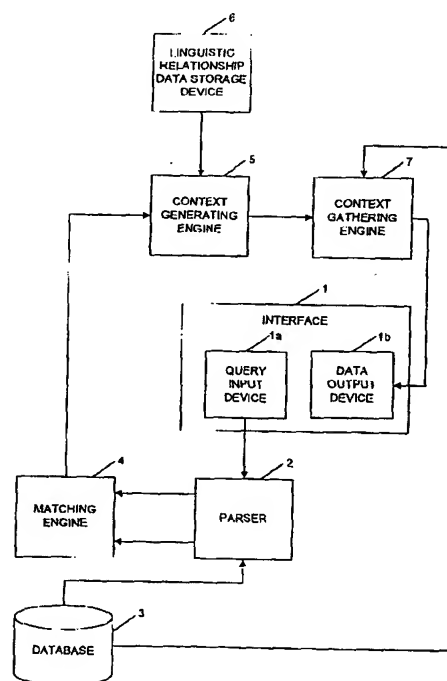 6
LINGUISTIC
RELATIONSHIP
DATA STORAGE
DEVICE
5
CONTEXT
GENERATING
ENGINE
7
CONTEXT
GATHERING
ENGINE
1
INTERFACE
1a
QUERY
INPUT
DEVICE
1b
DATA
OUTPUT
DEVICE
4
MATCHING
ENGINE
2
PARSER
3
DATABASE